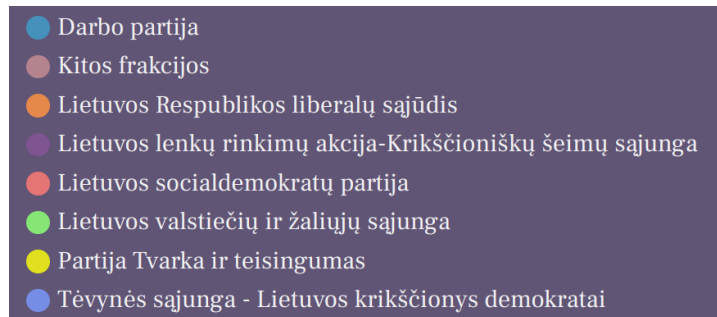 Darbo partija
Kitos frakcijos
Lietuvos Respublikos liberalų sąjūdis
Lietuvos lenkų rinkimų akcija-Krikščioniškų šeimų sąjunga
Lietuvos socialdemokratų partija
Lietuvos valstiečių ir žaliųjų sąjunga
Partija Tvarka ir teisingumas
Tėvynės sąjunga - Lietuvos krikščionys demokratai